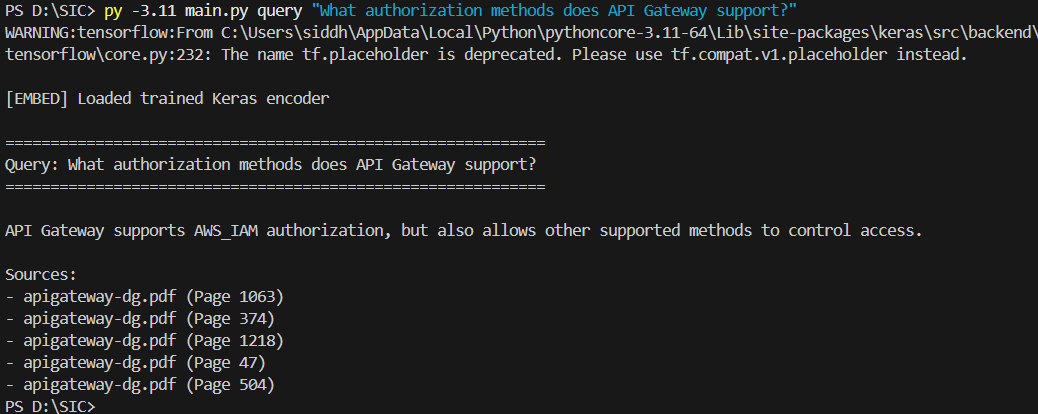 PS D:\SIC> py -3.11 main.py query "What authorization methods does API Gateway support?"
WARNING:tensorflow:From C:\Users\siddh\AppData\Local\Python\pythoncore-3.11-64\Lib\site-packages\keras\src\backend\
tensorflow\core.py:232: The name tf.placeholder is deprecated. Please use tf.compat.v1.placeholder instead.
[EMBED] Loaded trained Keras encoder
============================================================
Query: What authorization methods does API Gateway support?
============================================================
API Gateway supports AWS_IAM authorization, but also allows other supported methods to control access.
Sources:
- apigateway-dg.pdf (Page 1063)
- apigateway-dg.pdf (Page 374)
- apigateway-dg.pdf (Page 1218)
- apigateway-dg.pdf (Page 47)
- apigateway-dg.pdf (Page 504)
PS D:\SIC>